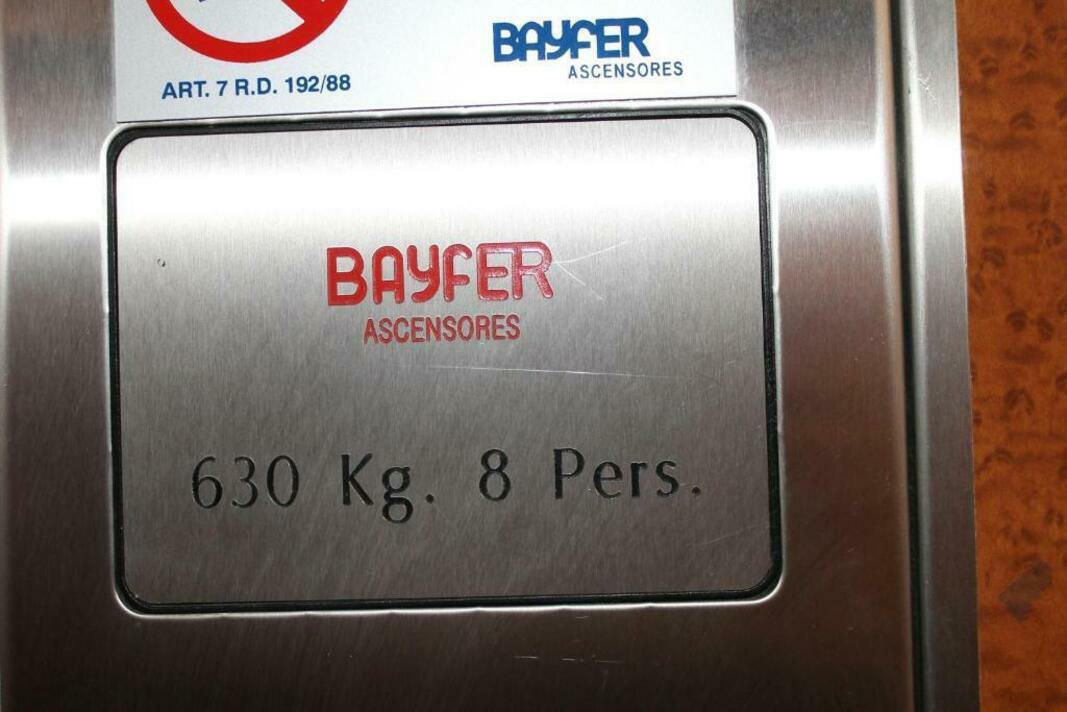 BAYFER
ASCENSORES
ART. 7 R.D. 192/88
BAYFER
ASCENSORES
630 Kg. 8 Pers.